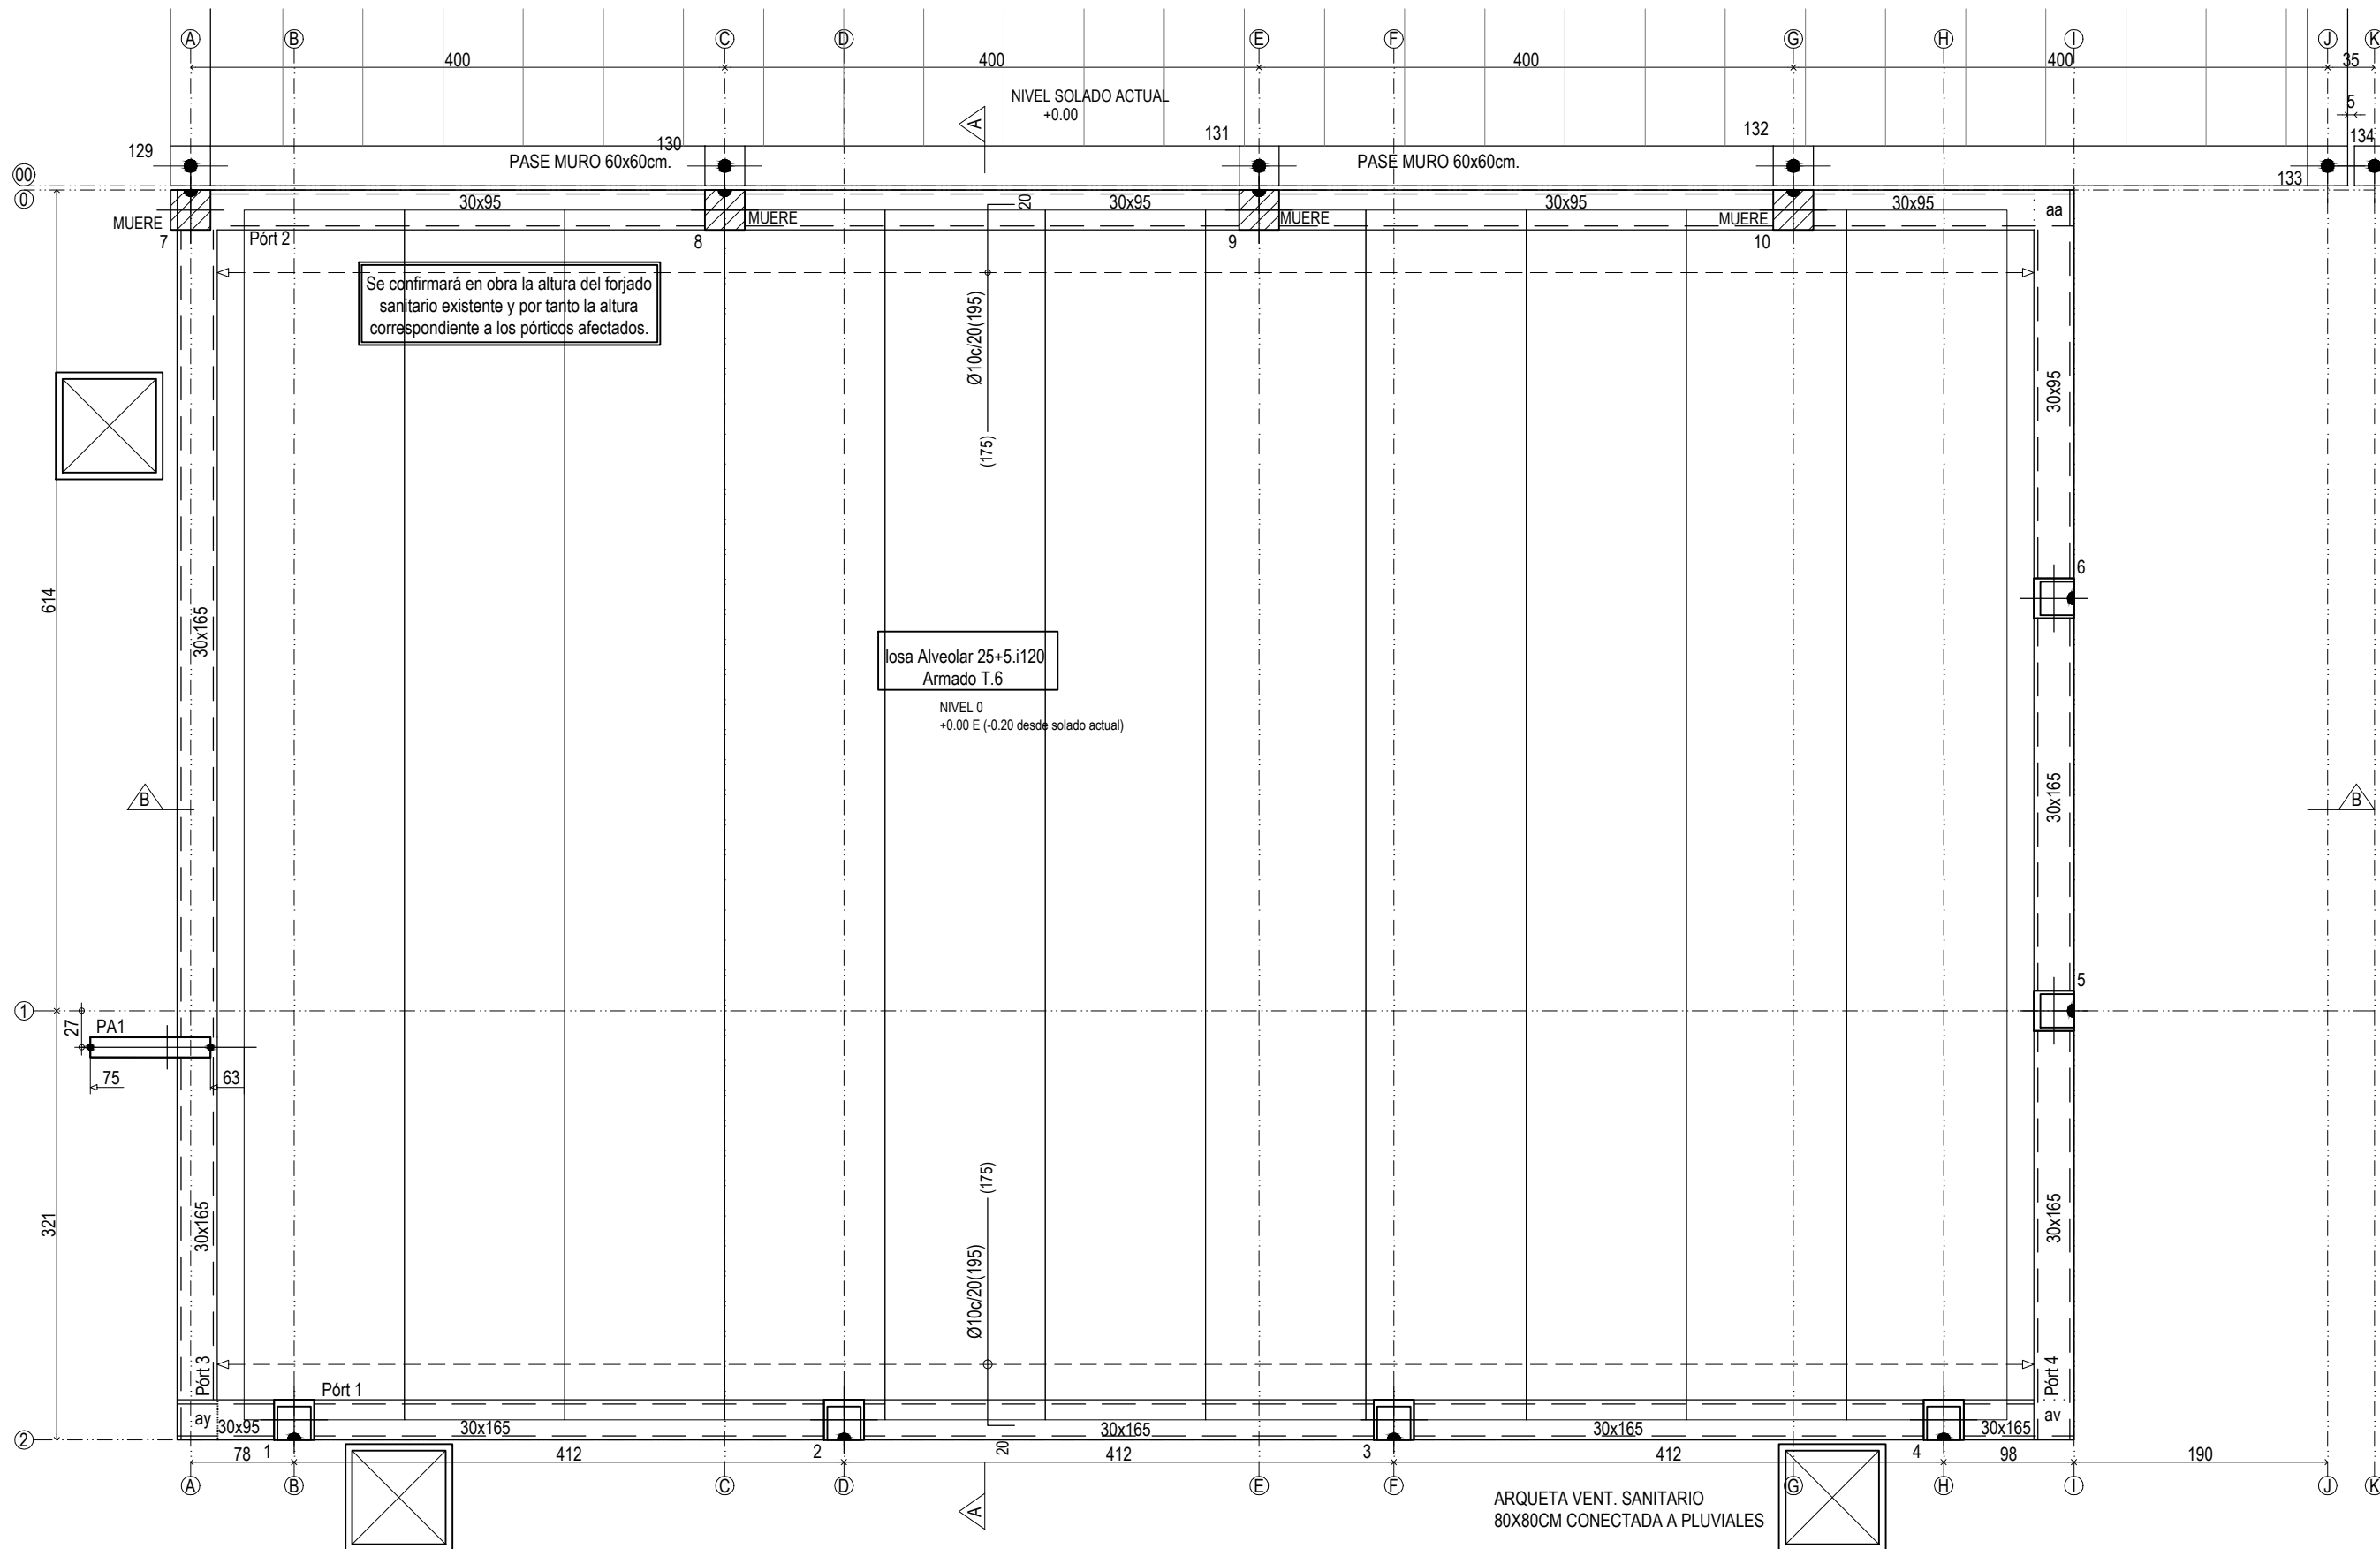 A B C D E F G H I J K
400 400 400 400 35
NIVEL SOLADO ACTUAL
+0.00
A
5
129 130 131 132 134
PASE MURO 60x60cm. PASE MURO 60x60cm.
133
00
0
30x95 30x95 30x95 30x95
20
aa
MUERE MUERE MUERE MUERE
7 8 9 10
Pórt 2
Se confirmará en obra la altura del forjado
sanitario existente y por tanto la altura
correspondiente a los pórticos afectados.
Ø10c/20(195)
(175)
30x95
6
614
30x165
losa Alveolar 25+5.i120
Armado T.6
NIVEL 0
+0.00 E (-0.20 desde solado actual)
30x165
B B
5
1
27
PA1
75 63
(175)
321
30x165
30x165
Ø10c/20(195)
Pórt 3
Pórt 1
Pórt 4
ay
av
30x95 30x165 30x165 30x165 30x165
2
1 2 3 4
20
78 412 412 412 98 190
A B C D E F G H I J K
A
ARQUETA VENT. SANITARIO
80X80CM CONECTADA A PLUVIALES